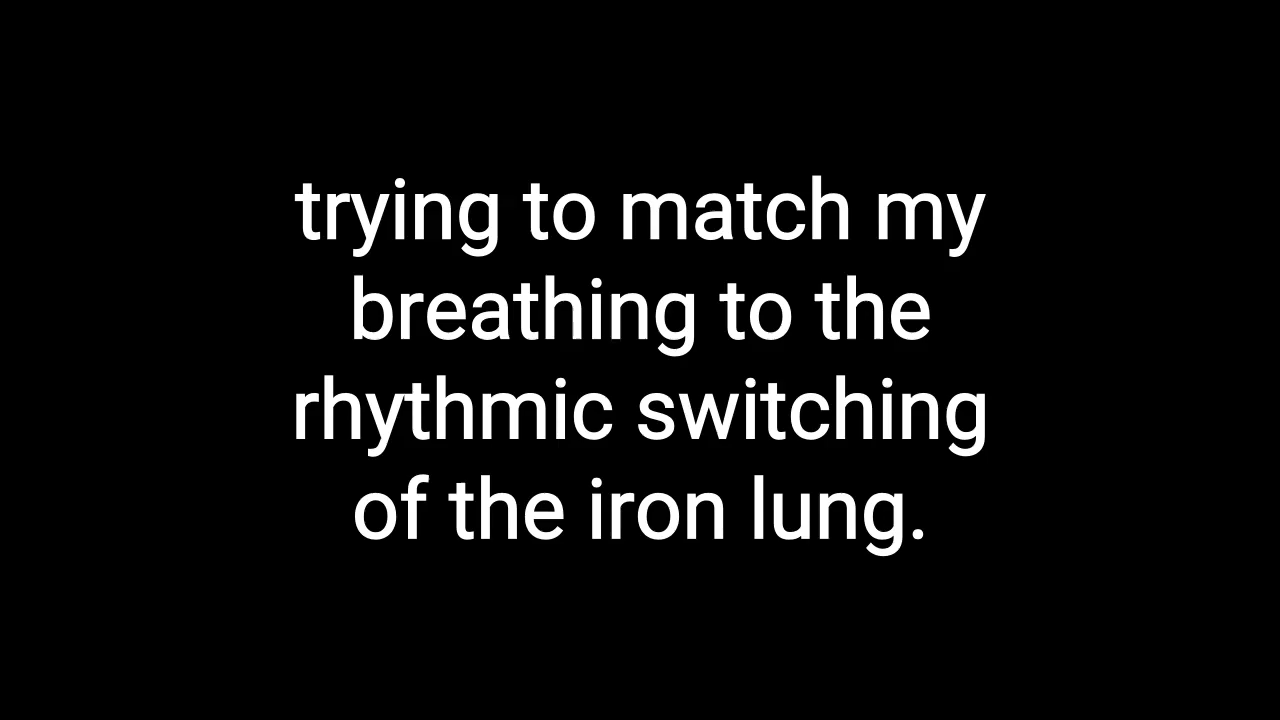 trying to match my
breathing to the
rhythmic switching
of the iron lung.